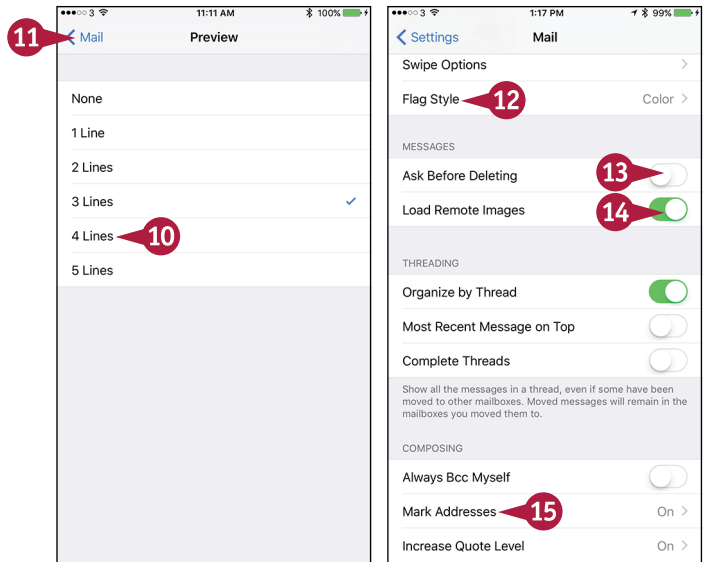 3 11:11 AM 100%
11 Mail Preview
None
1 Line
2 Lines
3 Lines
4 Lines 10
5 Lines
3 1:17 PM 99%
Settings Mail
Swipe Options
Flag Style 12 Color
MESSAGES
Ask Before Deleting 13
Load Remote Images 14
THREADING
Organize by Thread
Most Recent Message on Top
Complete Threads
Show all the messages in a thread, even if some have been
moved to other mailboxes. Moved messages will remain in the
mailboxes you moved them to.
COMPOSING
Always Bcc Myself
Mark Addresses 15 On
Increase Quote Level On